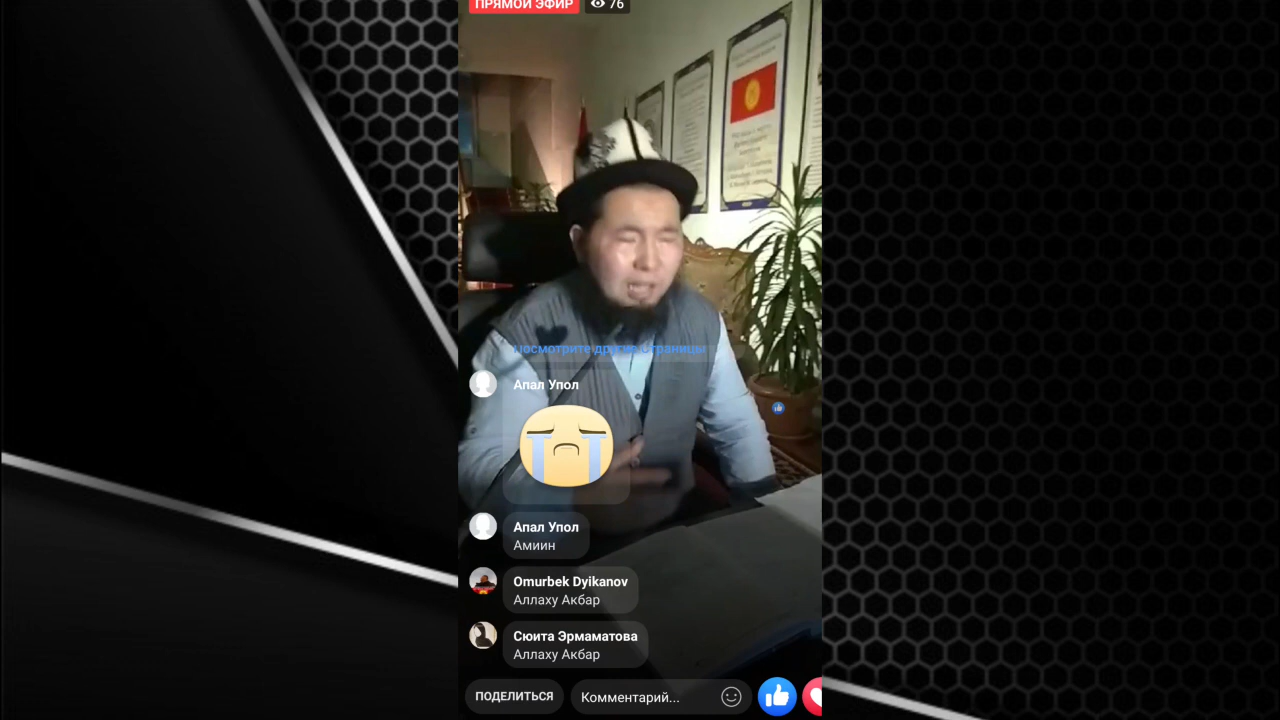 ПРЯМОЙ ЭФИР
76
Посмотрите другие страницы
Апал Упол
Апал Упол
Амиин
Omurbek Dyikanov
Аллаху Акбар
Сюита Эрмаматова
Аллаху Акбар
ПОДЕЛИТЬСЯ
Комментарий...